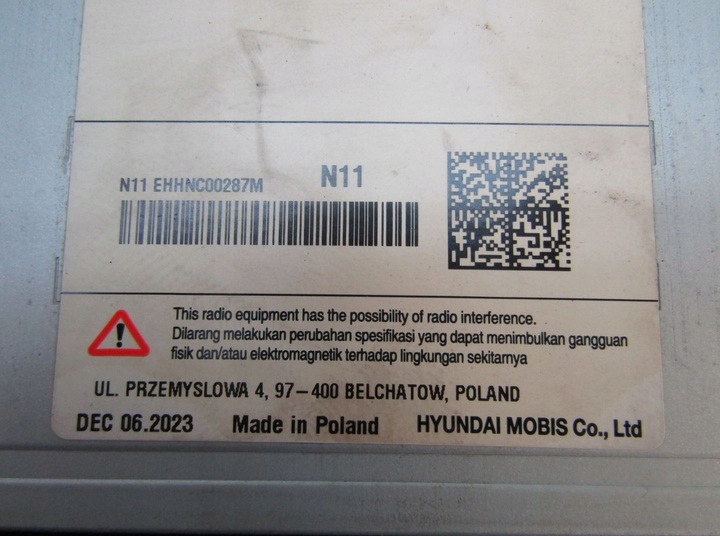 N11 EHHNC00287M N11
This radio equipment has the possibility of radio interference.
Dilarang melakukan perubahan spesifikasi yang dapat menimbulkan gangguan
fisik dan/atau elektromagnetik terhadap lingkungan sekitarnya
UL. PRZEMYSLOWA 4, 97-400 BELCHATOW, POLAND
DEC 06.2023 Made in Poland HYUNDAI MOBIS Co., Ltd